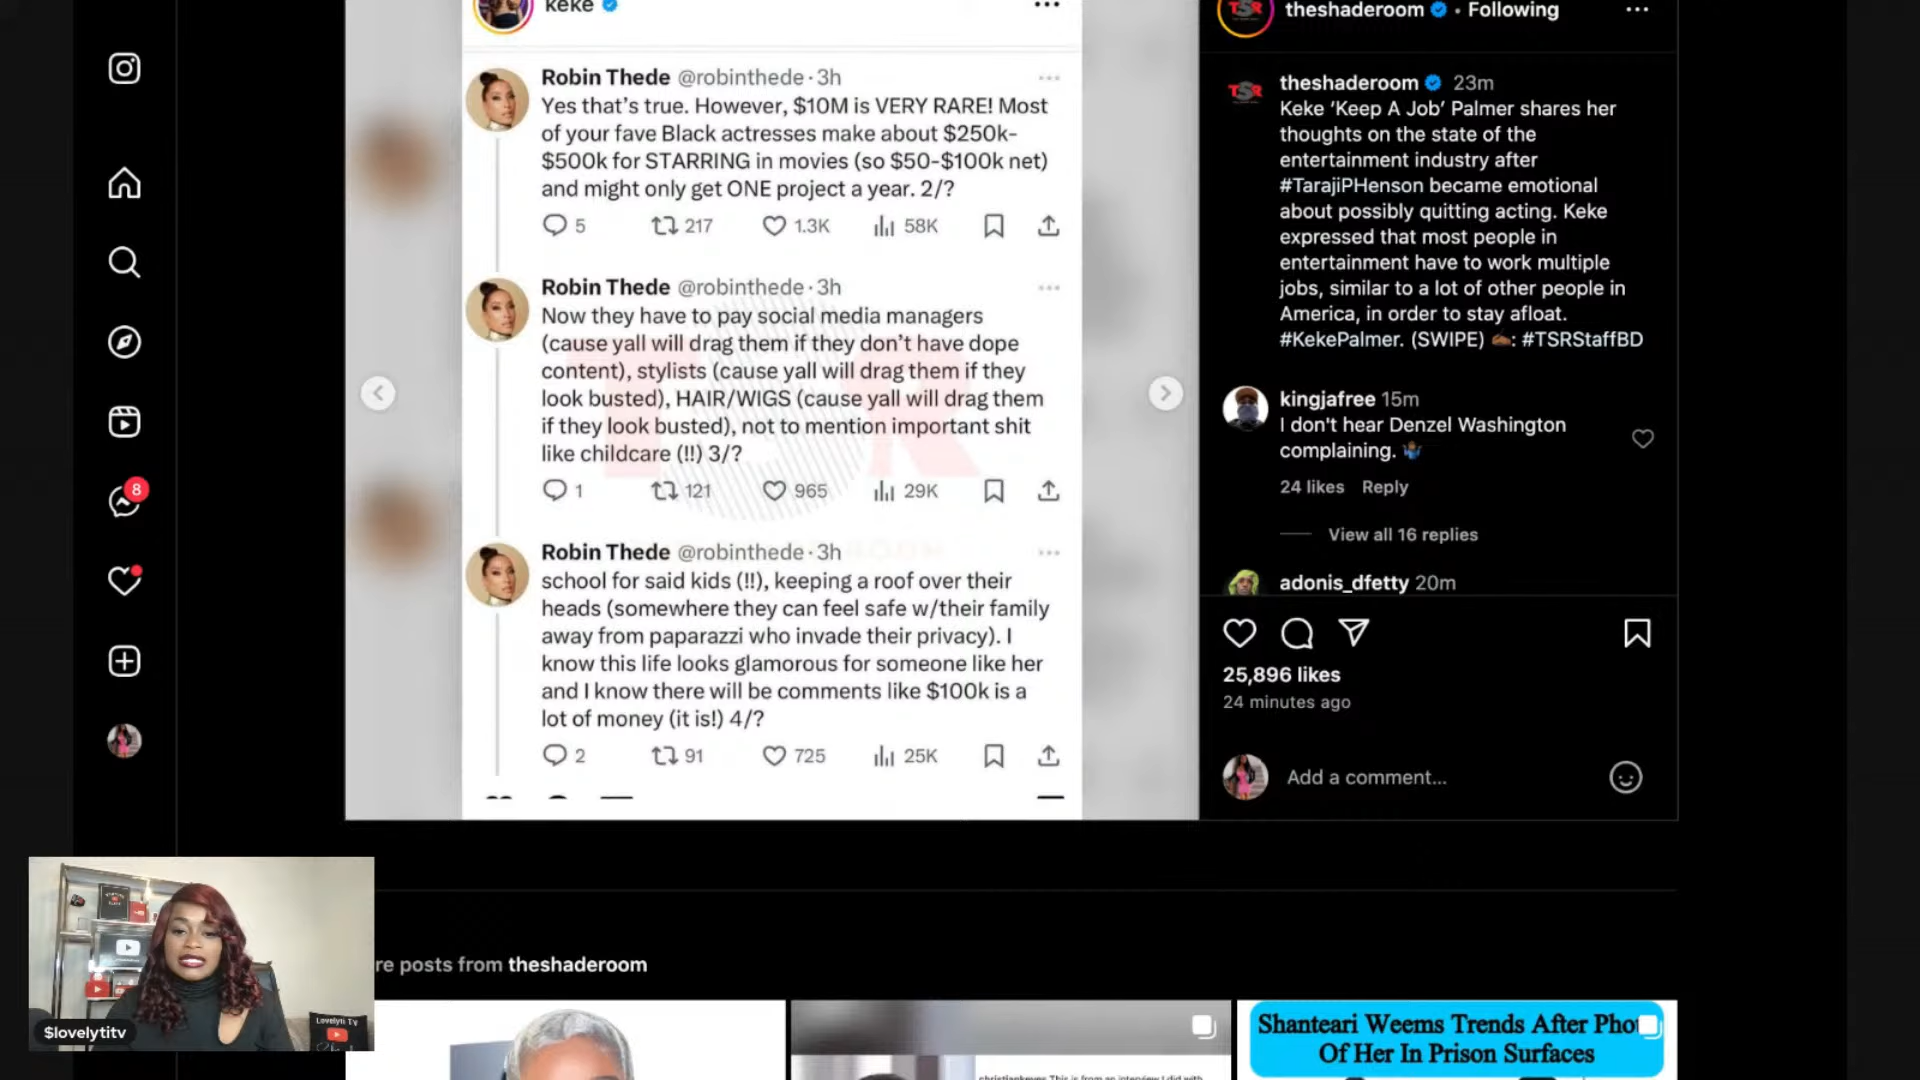 keke
Robin Thede @robinthede · 3h
Yes that's true. However, $10M is VERY RARE! Most
of your fave Black actresses make about $250k-
$500k for STARRING in movies (so $50-$100k net)
and might only get ONE project a year. 2/?
5 217 1.3K 58K
Robin Thede @robinthede · 3h
Now they have to pay social media managers
(cause yall will drag them if they don't have dope
content), stylists (cause yall will drag them if they
look busted), HAIR/WIGS (cause yall will drag them
if they look busted), not to mention important shit
like childcare (!!) 3/?
1 121 965 29K
Robin Thede @robinthede · 3h
school for said kids (!!), keeping a roof over their
heads (somewhere they can feel safe w/their family
away from paparazzi who invade their privacy). I
know this life looks glamorous for someone like her
and I know there will be comments like $100k is a
lot of money (it is!) 4/?
2 91 725 25K
TSR
theshaderoom • Following
TSR
theshaderoom 23m
Keke ‘Keep A Job’ Palmer shares her
thoughts on the state of the
entertainment industry after
#TarajiPHenson became emotional
about possibly quitting acting. Keke
expressed that most people in
entertainment have to work multiple
jobs, similar to a lot of other people in
America, in order to stay afloat.
#KekePalmer. (SWIPE) ✍🏾: #TSRStaffBD
kingjafree 15m
I don't hear Denzel Washington
complaining. 🤷🏾‍♂️
24 likes Reply
View all 16 replies
adonis_dfetty 20m
25,896 likes
24 minutes ago
Add a comment...
8
$lovelytitv
Lovelyti Tv
re posts from theshaderoom
christiankeyes This is from an interview I did with
Shanteari Weems Trends After Pho
Of Her In Prison Surfaces